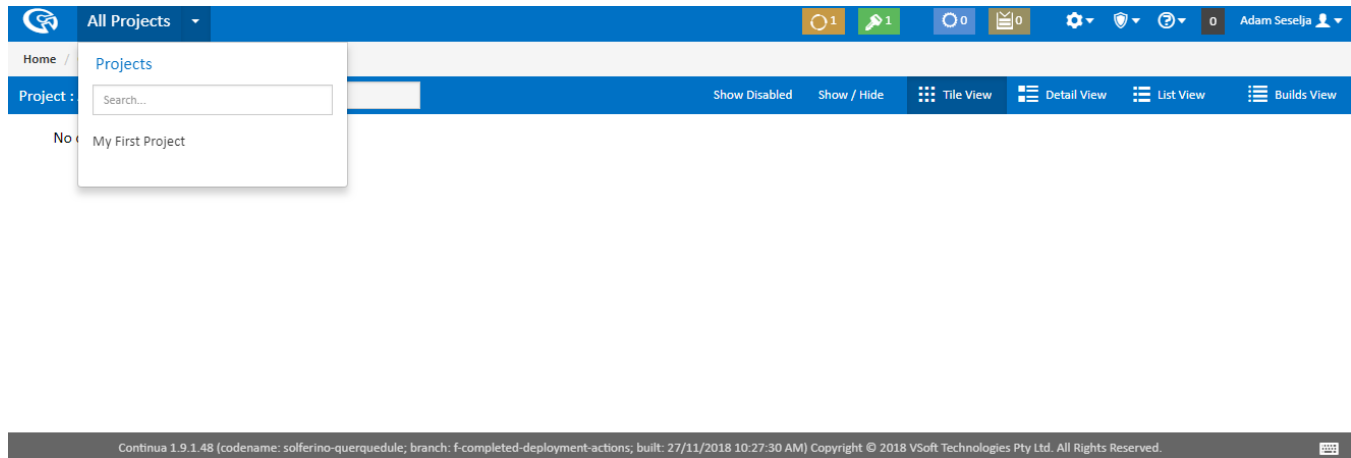 All Projects
1
1
0
0
0
Adam Seselja
Home /
Projects
Project :
Search...
Show Disabled
Show / Hide
Tile View
Detail View
List View
Builds View
No
My First Project
Continua 1.9.1.48 (codename: solferino-querquedule; branch: f-completed-deployment-actions; built: 27/11/2018 10:27:30 AM) Copyright © 2018 VSoft Technologies Pty Ltd. All Rights Reserved.